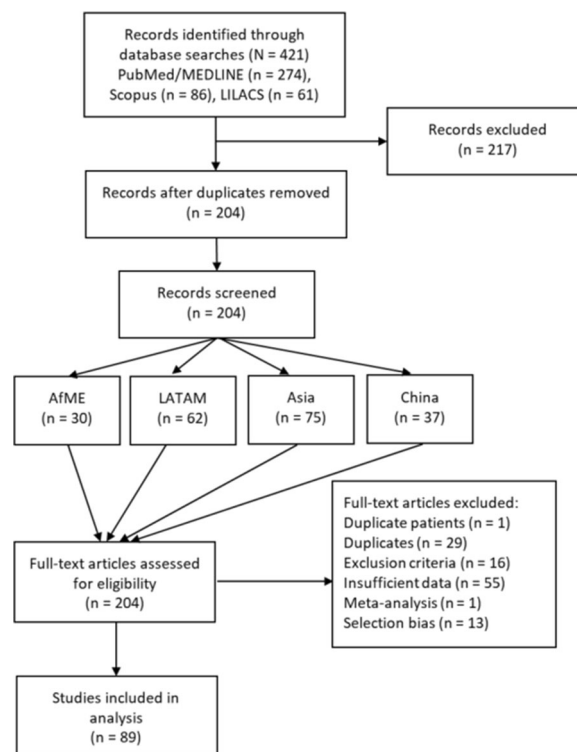 Records identified through
database searches (N = 421)
PubMed/MEDLINE (n = 274),
Scopus (n = 86), LILACS (n = 61)
Records excluded
(n = 217)
Records after duplicates removed
(n = 204)
Records screened
(n = 204)
AfME
(n = 30)
LATAM
(n = 62)
Asia
(n = 75)
China
(n = 37)
Full-text articles assessed
for eligibility
(n = 204)
Full-text articles excluded:
Duplicate patients (n = 1)
Duplicates (n = 29)
Exclusion criteria (n = 16)
Insufficient data (n = 55)
Meta-analysis (n = 1)
Selection bias (n = 13)
Studies included in
analysis
(n = 89)